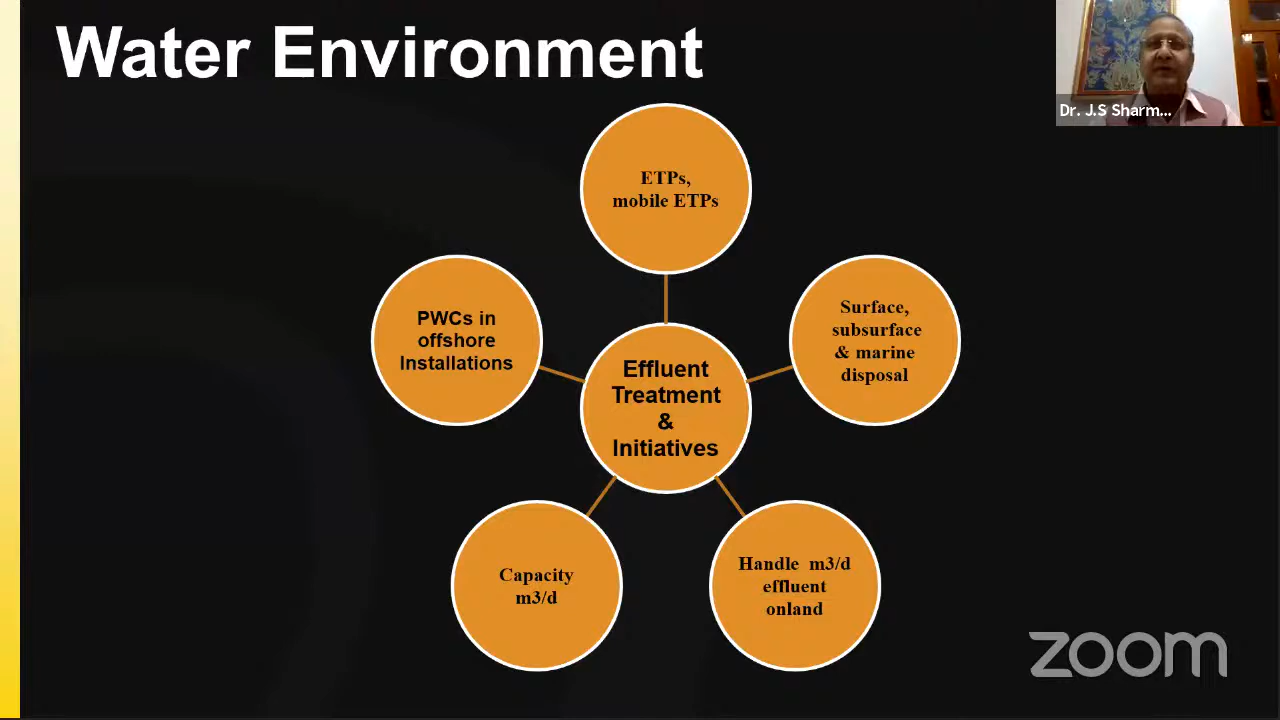 Water Environment
Dr. J.S Sharm...
ETPs,
mobile ETPs
PWCs in
offshore
Installations
Surface,
subsurface
& marine
disposal
Effluent
Treatment
&
Initiatives
Capacity
m3/d
Handle m3/d
effluent
onland
zoom